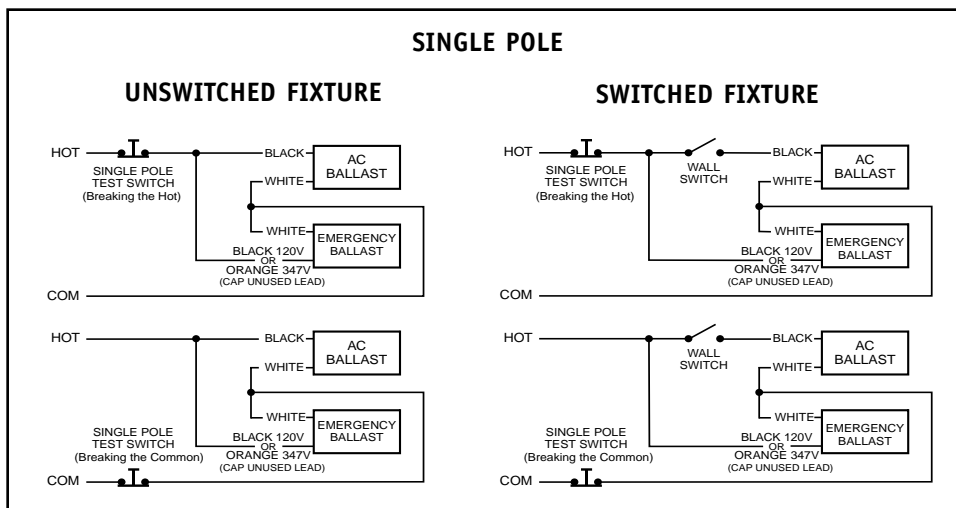 SINGLE POLE
UNSWITCHED FIXTURE
HOT
SINGLE POLE
TEST SWITCH
(Breaking the Hot)
BLACK
AC
BALLAST
WHITE
WHITE
EMERGENCY
BALLAST
BLACK 120V
OR
ORANGE 347V
(CAP UNUSED LEAD)
COM
HOT
BLACK
AC
BALLAST
WHITE
WHITE
EMERGENCY
BALLAST
SINGLE POLE
TEST SWITCH
(Breaking the Common)
BLACK 120V
OR
ORANGE 347V
(CAP UNUSED LEAD)
COM
SWITCHED FIXTURE
HOT
SINGLE POLE
TEST SWITCH
(Breaking the Hot)
WALL
SWITCH
BLACK
AC
BALLAST
WHITE
WHITE
EMERGENCY
BALLAST
BLACK 120V
OR
ORANGE 347V
(CAP UNUSED LEAD)
COM
HOT
WALL
SWITCH
BLACK
AC
BALLAST
WHITE
WHITE
EMERGENCY
BALLAST
SINGLE POLE
TEST SWITCH
(Breaking the Common)
BLACK 120V
OR
ORANGE 347V
(CAP UNUSED LEAD)
COM